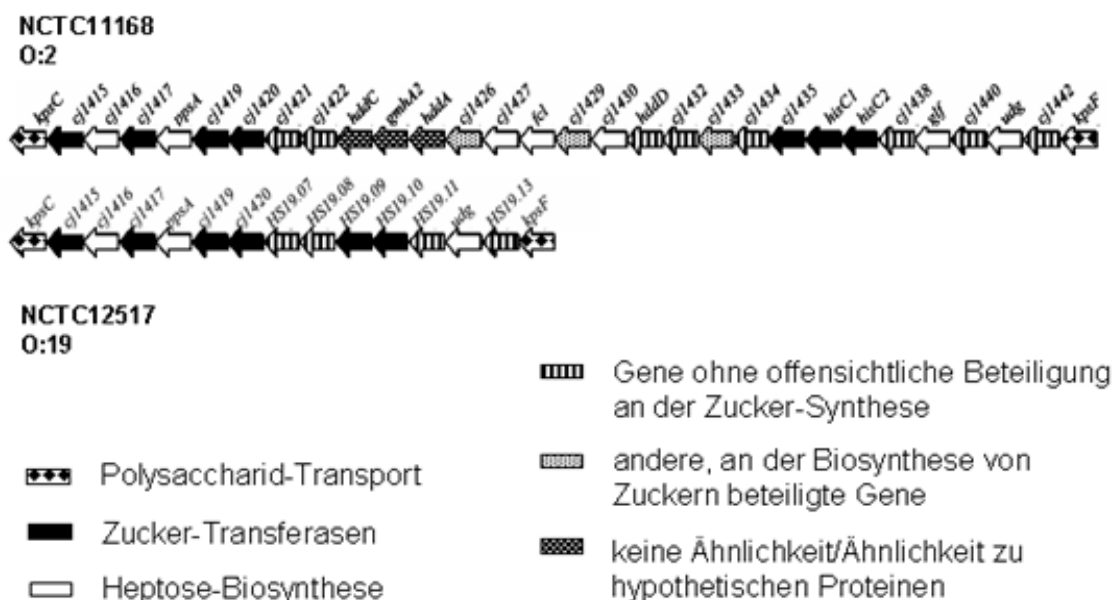 NCTC11168
O:2
kpsC cj1415 cj1416 cj1417 ppsA cj1419 cj1420 cj1421 cj1422 hddC gmhA2 hddA cj1426 cj1427 fcl cj1429 cj1430 hddD cj1432 cj1433 cj1434 cj1435 hisC1 hisC2 cj1438 glf cj1440 udg cj1442 kpsF
kpsC cj1415 cj1416 cj1417 ppsA cj1419 cj1420 HS19.07 HS19.08 HS19.09 HS19.10 HS19.11 udg HS19.13 kpsF
NCTC12517
O:19
Polysaccharid-Transport
Zucker-Transferasen
Heptose-Biosynthese
Gene ohne offensichtliche Beteiligung
an der Zucker-Synthese
andere, an der Biosynthese von
Zuckern beteiligte Gene
keine Ähnlichkeit/Ähnlichkeit zu
hypothetischen Proteinen